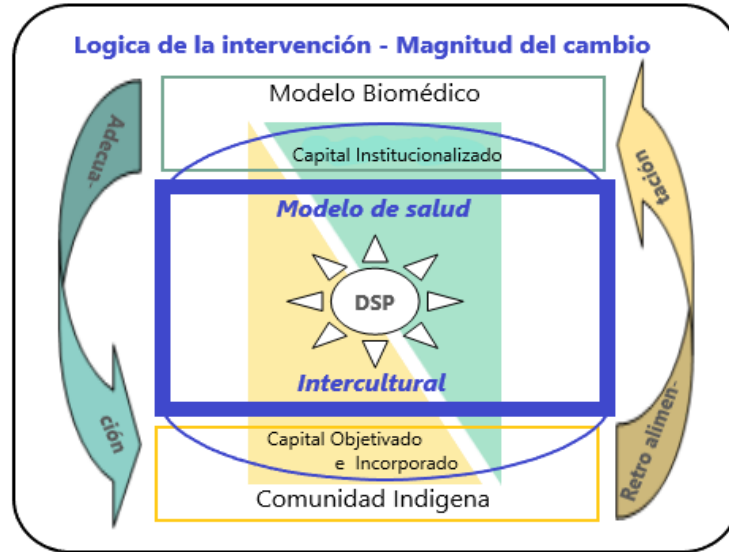 Logica de la intervención - Magnitud del cambio
Modelo Biomédico
Capital Institucionalizado
Adecua-
ción
Modelo de salud
DSP
Intercultural
Capital Objetivado
e Incorporado
Comunidad Indigena
Retro alimen-
tación